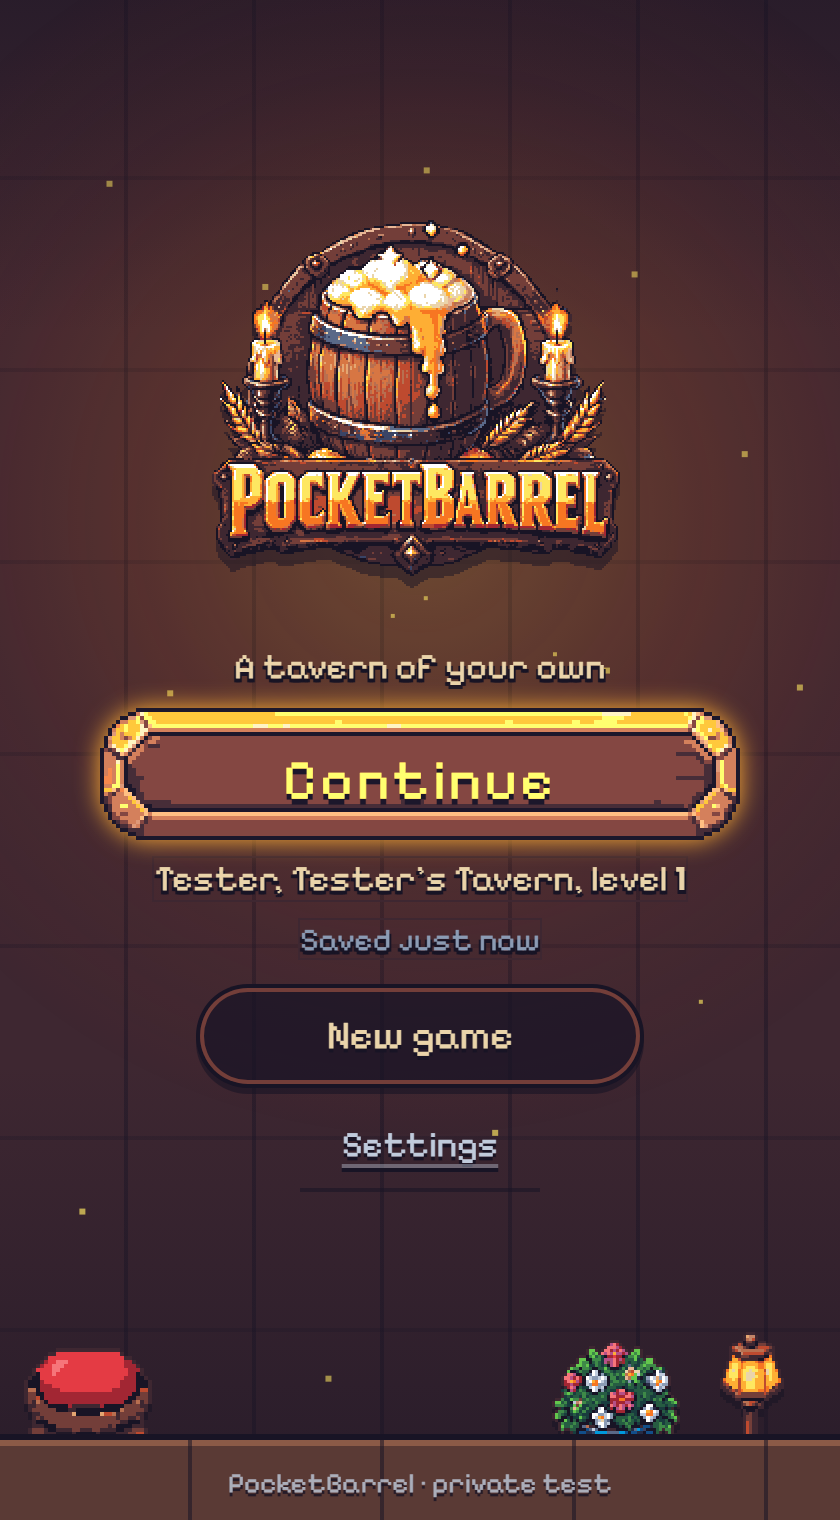 POCKETBARREL
A tavern of your own
Continue
Tester, Tester's Tavern, level 1
Saved just now
New game
Settings
PocketBarrel · private test